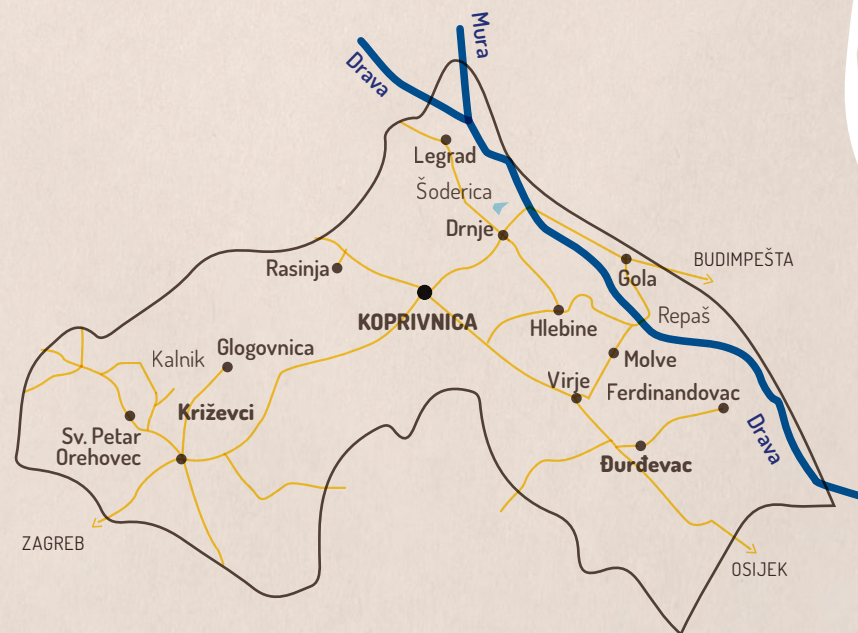 Mura
Drava
Legrad
Šoderica
Drnje
BUDIMPEŠTA
Rasinja
Gola
KOPRIVNICA
Repaš
Hlebine
Glogovnica
Kalnik
Molve
Virje
Ferdinandovac
Križevci
Sv. Petar
Orehovec
Drava
Đurđevac
ZAGREB
OSIJEK